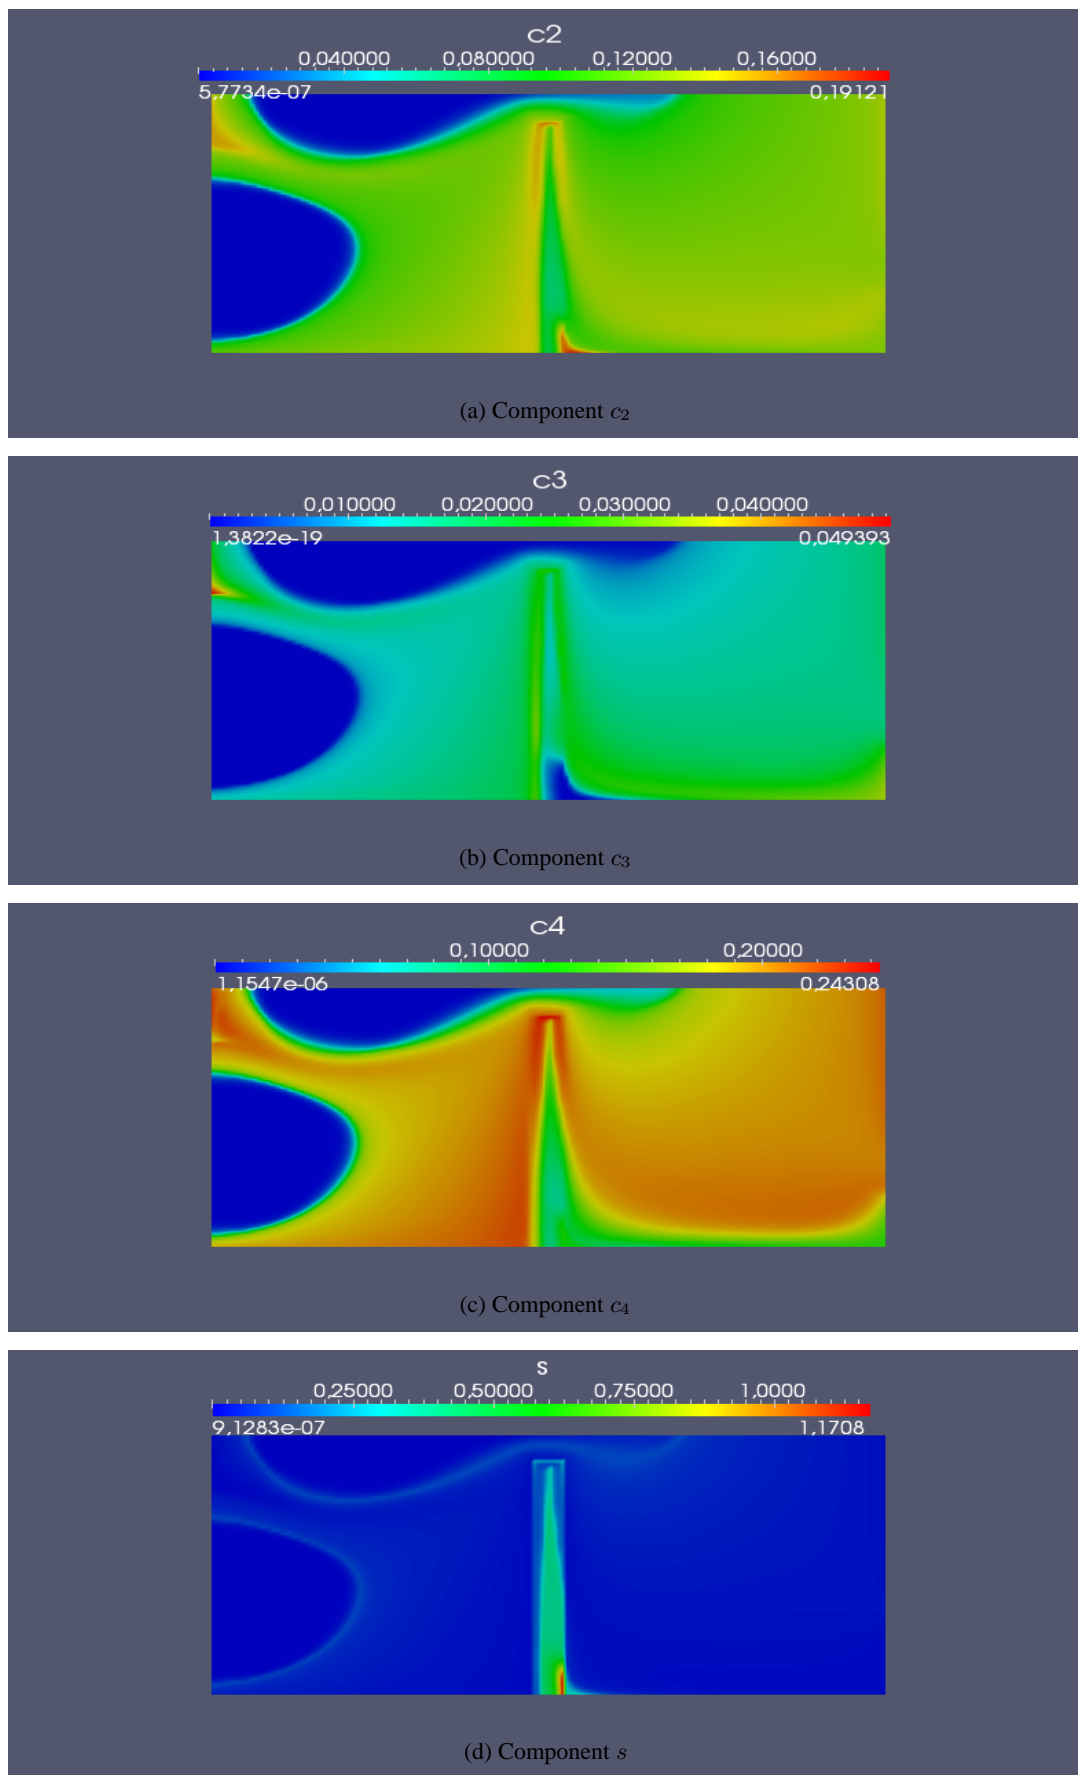 c2
0,040000 0,080000 0,12000 0,16000
5,7734e-07 0,19121
(a) Component c₂
c3
0,010000 0,020000 0,030000 0,040000
1,3822e-19 0,049393
(b) Component c₃
c4
0,10000 0,20000
1,1547e-06 0,24308
(c) Component c₄
s
0,25000 0,50000 0,75000 1,0000
9,1283e-07 1,1708
(d) Component s